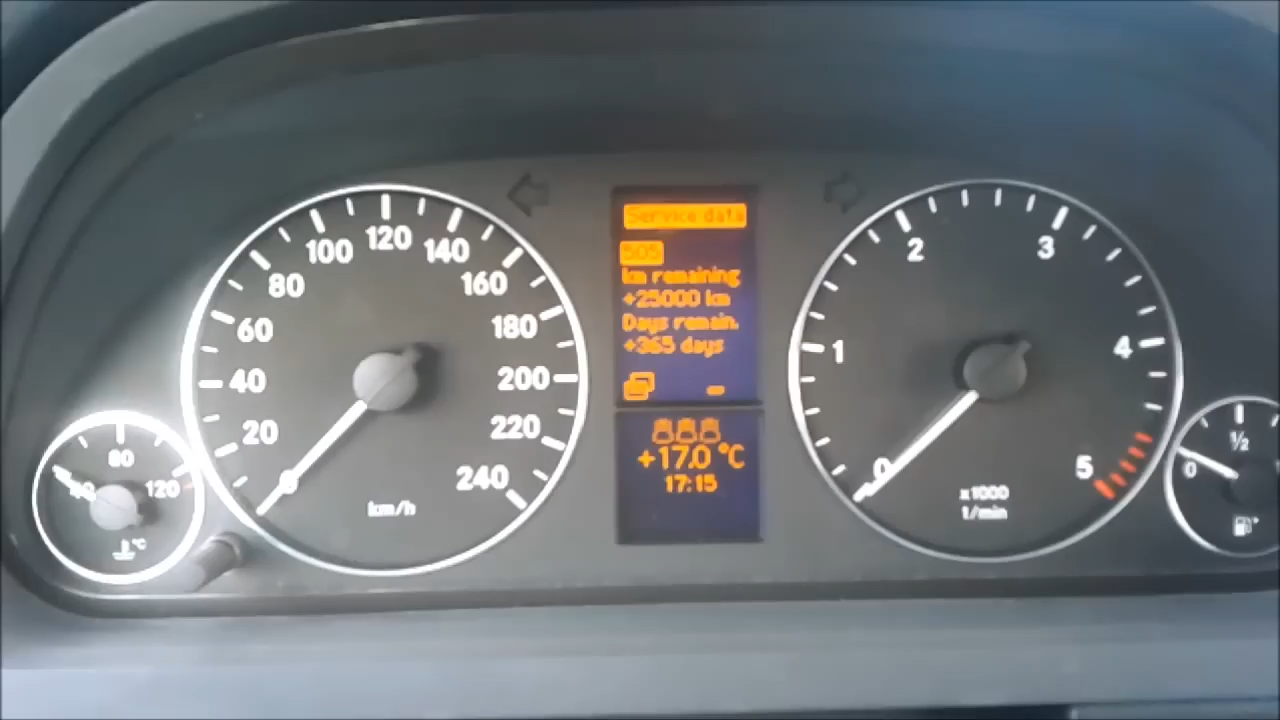 20
40
60
80
100
120
140
160
180
200
220
240
0
km/h
40
80
120
°C
Service data
505
km remaining
+25000 km
Days remain.
+365 days
+17.0 °C
17:15
0
1
2
3
4
5
x1000
1/min
0
1/2